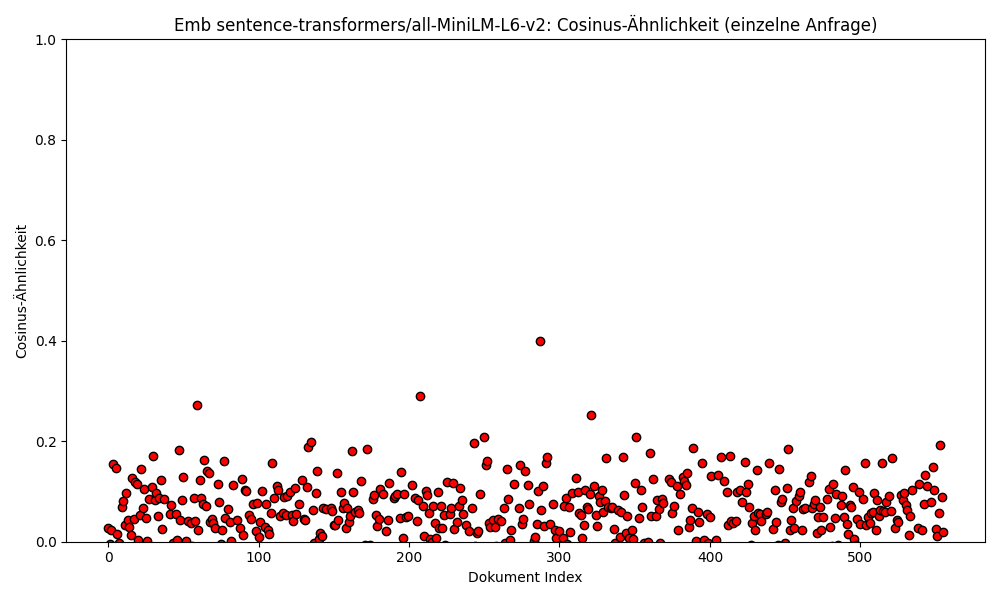 Emb sentence-transformers/all-MiniLM-L6-v2: Cosinus-Ähnlichkeit (einzelne Anfrage)
1.0
0.8
0.6
0.4
0.2
0.0
Cosinus-Ähnlichkeit
0 100 200 300 400 500
Dokument Index